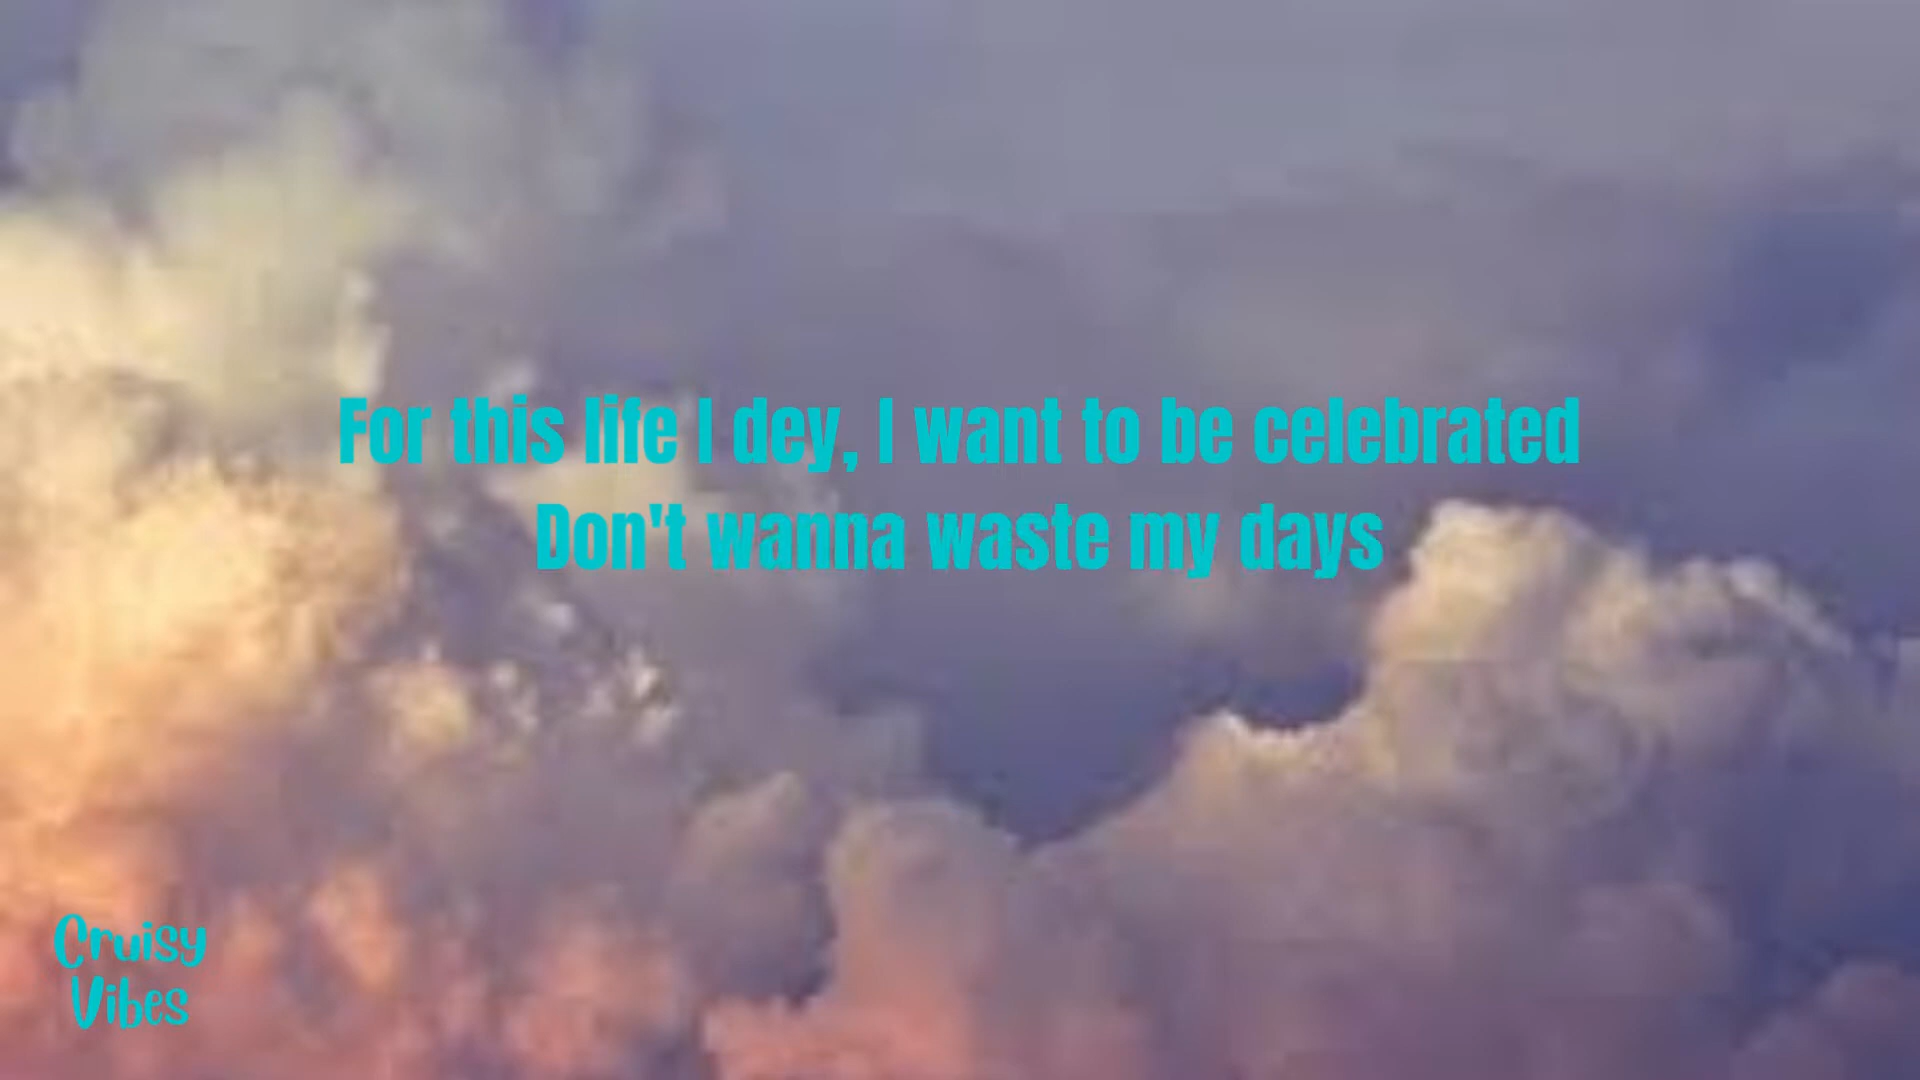 For this life I dey, I want to be celebrated
Don't wanna waste my days
Cruisy
Vibes